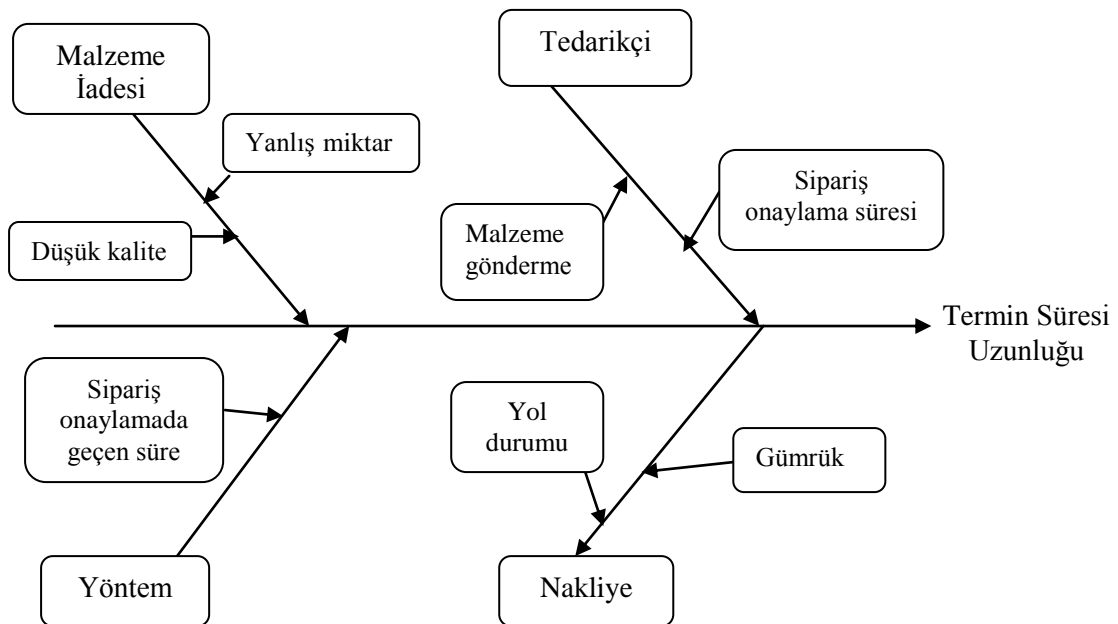 Malzeme
İadesi
Tedarikçi
Yanlış miktar
Sipariş
onaylama süresi
Düşük kalite
Malzeme
gönderme
Termin Süresi
Uzunluğu
Sipariş
onaylamada
geçen süre
Yol
durumu
Gümrük
Yöntem
Nakliye